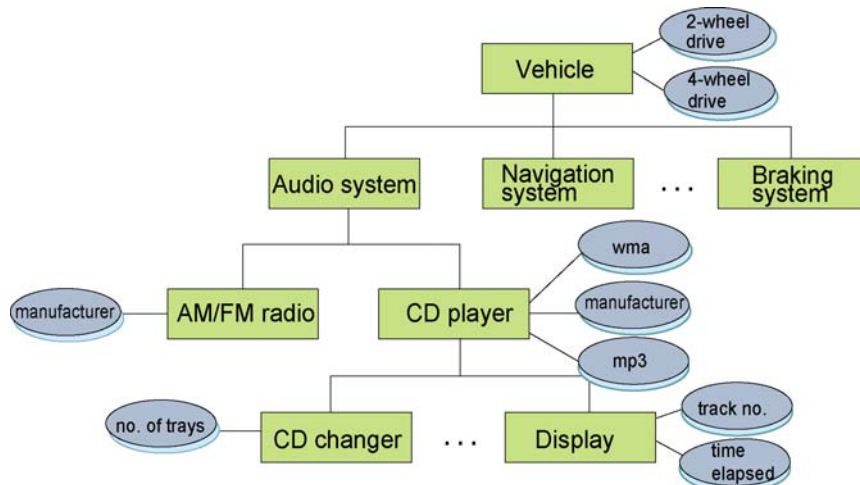 2-wheel
drive
Vehicle
4-wheel
drive
Audio system
Navigation
system
...
Braking
system
wma
manufacturer
AM/FM radio
CD player
manufacturer
mp3
no. of trays
CD changer
...
Display
track no.
time
elapsed